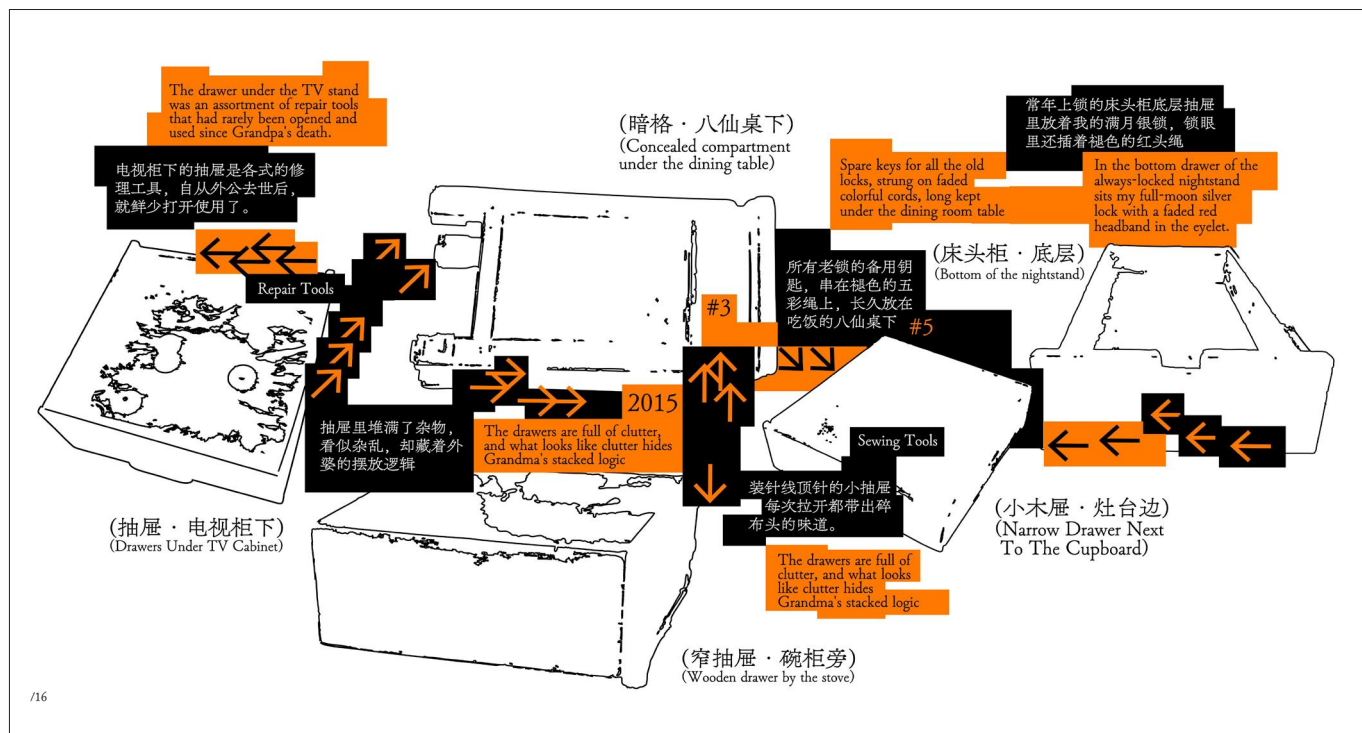 The drawer under the TV stand
was an assortment of repair tools
that had rarely been opened and
used since Grandpa's death.
电视柜下的抽屉是各式的修
理工具，自从外公去世后，
就鲜少打开使用了。
Repair Tools
(抽屉·电视柜下)
(Drawers Under TV Cabinet)
(暗格·八仙桌下)
(Concealed compartment
under the dining table)
Spare keys for all the old
locks, strung on faded
colorful cords, long kept
under the dining room table
所有老锁的备用钥
匙，串在褪色的五
彩绳上，长久放在
吃饭的八仙桌下
#3
#5
常年上锁的床头柜底层抽屉
里放着我的满月银锁，锁眼
里还插着褪色的红头绳
In the bottom drawer of the
always-locked nightstand
sits my full-moon silver
lock with a faded red
headband in the eyelet.
(床头柜·底层)
(Bottom of the nightstand)
2015
抽屉里堆满了杂物，
看似杂乱，却藏着外
婆的摆放逻辑
The drawers are full of clutter,
and what looks like clutter hides
Grandma's stacked logic
Sewing Tools
装针线顶针的小抽屉
每次拉开都带出碎
布头的味道。
The drawers are full of
clutter, and what looks
like clutter hides
Grandma's stacked logic
(小木屉·灶台边)
(Narrow Drawer Next
To The Cupboard)
(窄抽屉·碗柜旁)
(Wooden drawer by the stove)
/16